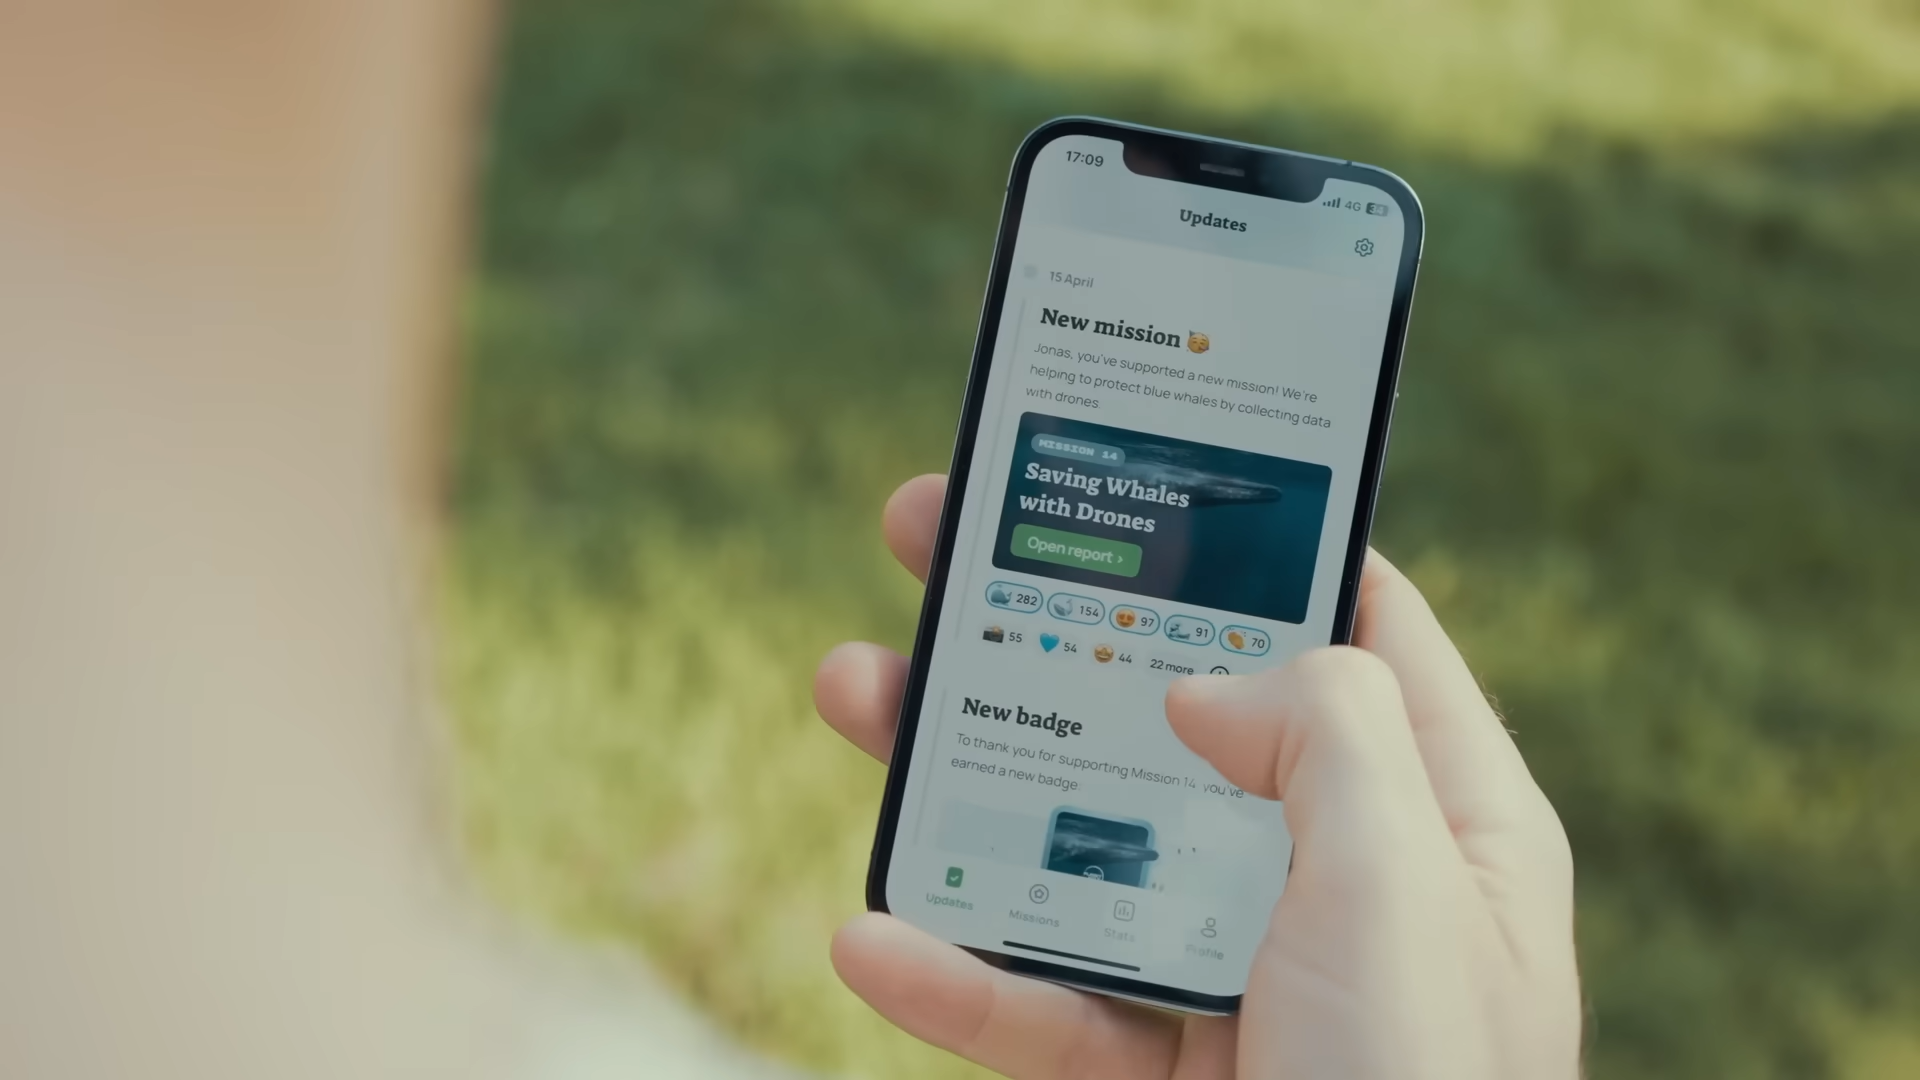 17:09
4G 34
Updates
15 April
New mission 🥳
Jonas, you've supported a new mission! We're
helping to protect blue whales by collecting data
with drones.
MISSION 14
Saving Whales
with Drones
Open report ›
282 154 97 91 70
55 54 44 22 more
New badge
To thank you for supporting Mission 14, you've
earned a new badge:
Updates Missions Stats Profile